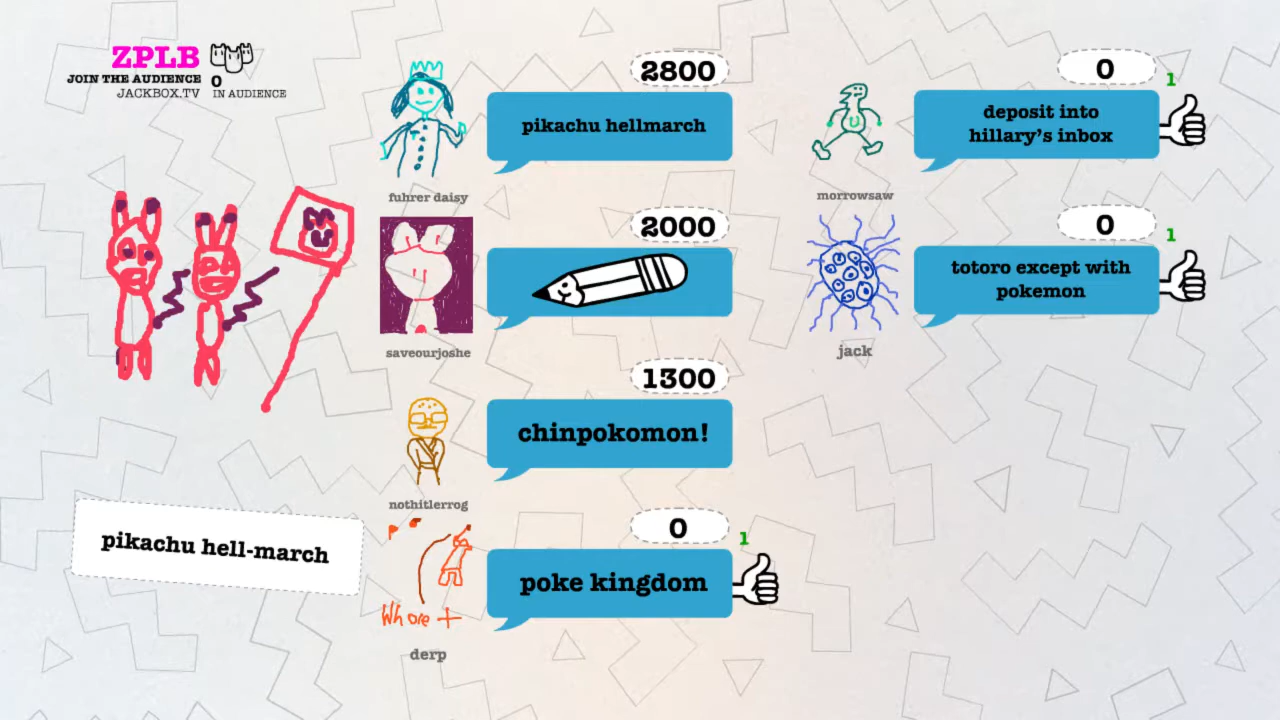 ZPLB
JOIN THE AUDIENCE
JACKBOX.TV
0
IN AUDIENCE
2800
pikachu hellmarch
fuhrer daisy
2000
saveourjoshe
1300
chinpokomon!
nothitlerrog
0
1
poke kingdom
Whore +
derp
0
1
deposit into
hillary's inbox
morrowsaw
0
1
totoro except with
pokemon
jack
pikachu hell-march